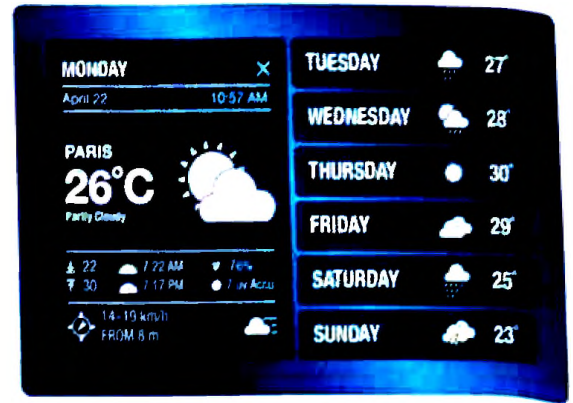 MONDAY
April 22 10:57 AM
PARIS
26°C
Partly Cloudy
22 7:22 AM 76%
30 7:17 PM
14-19 km/h
FROM 8 m
TUESDAY 27°
WEDNESDAY 28°
THURSDAY 30°
FRIDAY 29°
SATURDAY 25°
SUNDAY 23°